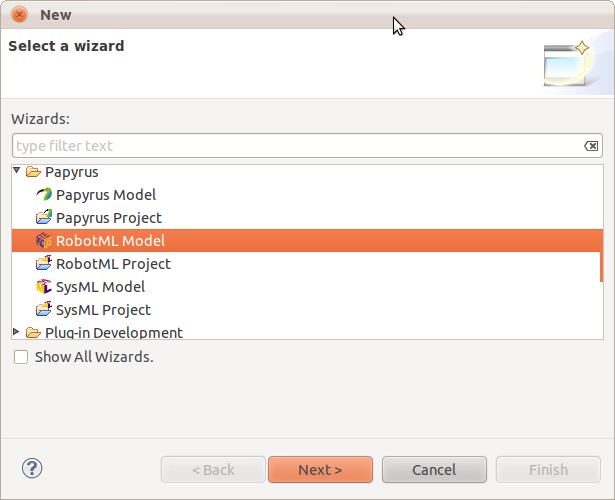 New
Select a wizard
Wizards:
type filter text
Papyrus
Papyrus Model
Papyrus Project
RobotML Model
RobotML Project
SysML Model
SysML Project
Plug-in Development
Show All Wizards.
? < Back Next > Cancel Finish